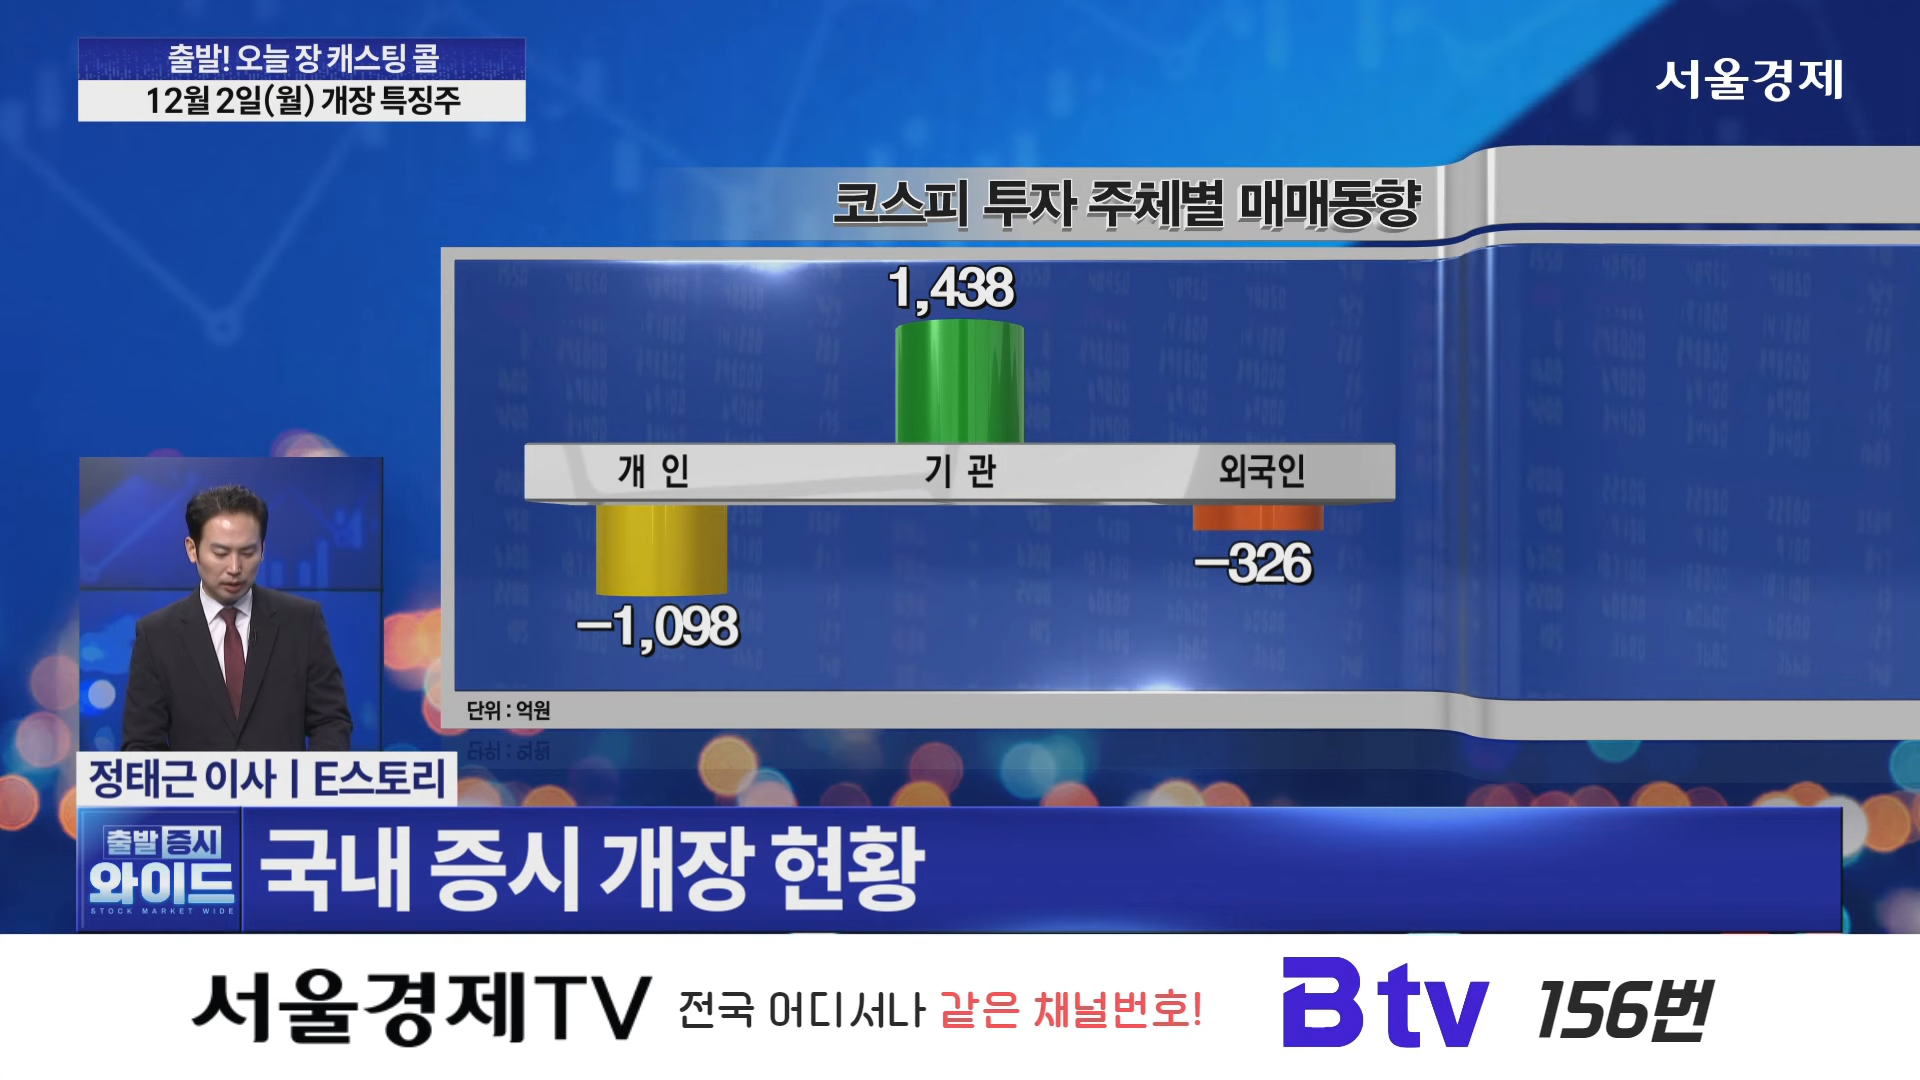 출발! 오늘 장 캐스팅 콜
12월 2일(월) 개장 특징주
서울경제
코스피 투자 주체별 매매동향
1,438
개 인
기 관
외국인
-326
-1,098
단위 : 억원
정태근 이사 | E스토리
출발 증시
와이드
STOCK MARKET WIDE
국내 증시 개장 현황
서울경제TV 전국 어디서나 같은 채널번호! B tv 156번